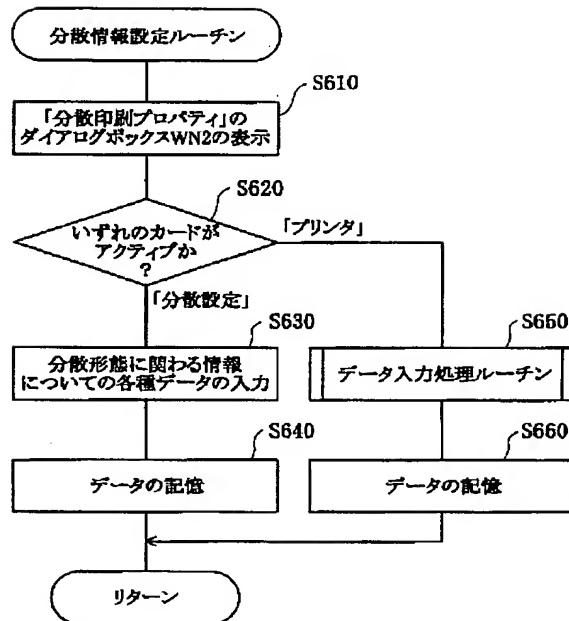 分散情報設定ルーチン
S610
「分散印刷プロパティ」の
ダイアログボックスWN2の表示
S620
いずれのカードが
アクティブか
?
「プリンタ」
「分散設定」
S630
分散形態に関わる情報
についての各種データの入力
S650
データ入力処理ルーチン
S640
データの記憶
S660
データの記憶
リターン